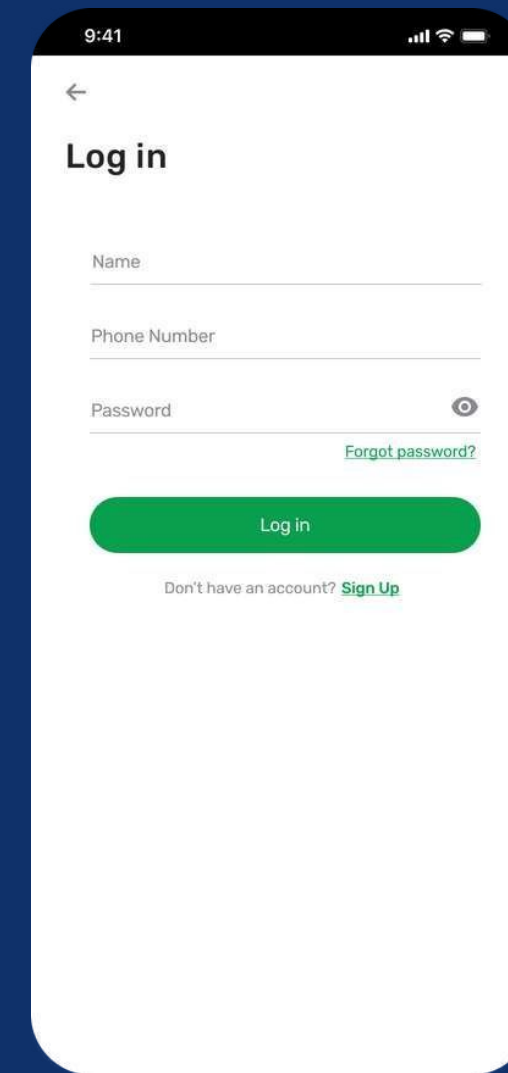 9:41
Log in
Name
Phone Number
Password
Forgot password?
Log in
Don't have an account? Sign Up